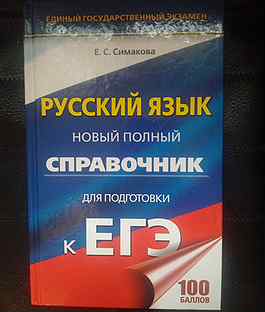 ЕДИНЫЙ ГОСУДАРСТВЕННЫЙ ЭКЗАМЕН
Е. С. Симакова
РУССКИЙ ЯЗЫК
НОВЫЙ ПОЛНЫЙ
СПРАВОЧНИК
ДЛЯ ПОДГОТОВКИ
К ЕГЭ
100
БАЛЛОВ